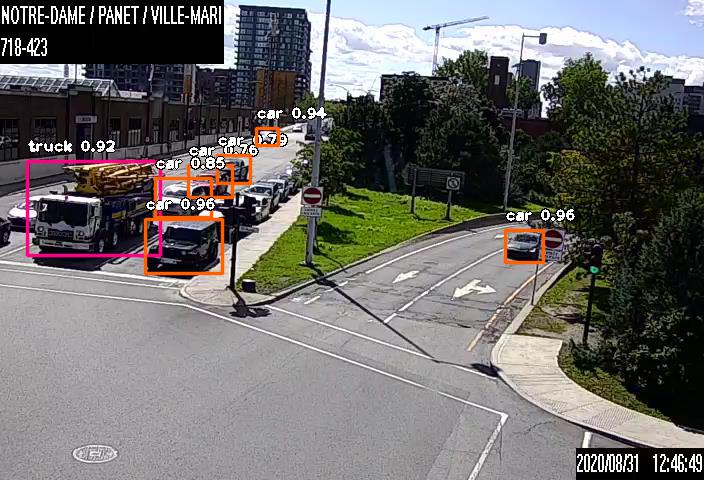 NOTRE-DAME / PANET / VILLE-MARI
718-423
car 0.94
car 0.79
truck 0.92
car 0.76
car 0.85
car 0.96
car 0.96
2020/08/31 12:46:49